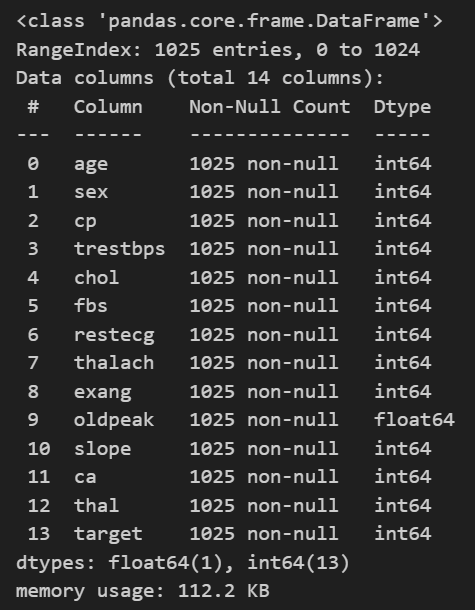 <class 'pandas.core.frame.DataFrame'>
RangeIndex: 1025 entries, 0 to 1024
Data columns (total 14 columns):
 #   Column    Non-Null Count  Dtype
---  ------    --------------  -----
 0   age       1025 non-null   int64
 1   sex       1025 non-null   int64
 2   cp        1025 non-null   int64
 3   trestbps  1025 non-null   int64
 4   chol      1025 non-null   int64
 5   fbs       1025 non-null   int64
 6   restecg   1025 non-null   int64
 7   thalach   1025 non-null   int64
 8   exang     1025 non-null   int64
 9   oldpeak   1025 non-null   float64
 10  slope     1025 non-null   int64
 11  ca        1025 non-null   int64
 12  thal      1025 non-null   int64
 13  target    1025 non-null   int64
dtypes: float64(1), int64(13)
memory usage: 112.2 KB